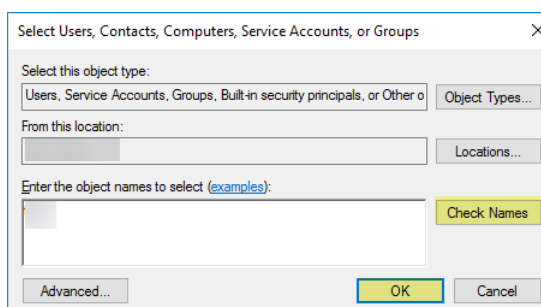 Select Users, Contacts, Computers, Service Accounts, or Groups
Select this object type:
Users, Service Accounts, Groups, Built-in security principals, or Other o
Object Types...
From this location:
Locations...
Enter the object names to select (examples):
Check Names
Advanced...
OK
Cancel